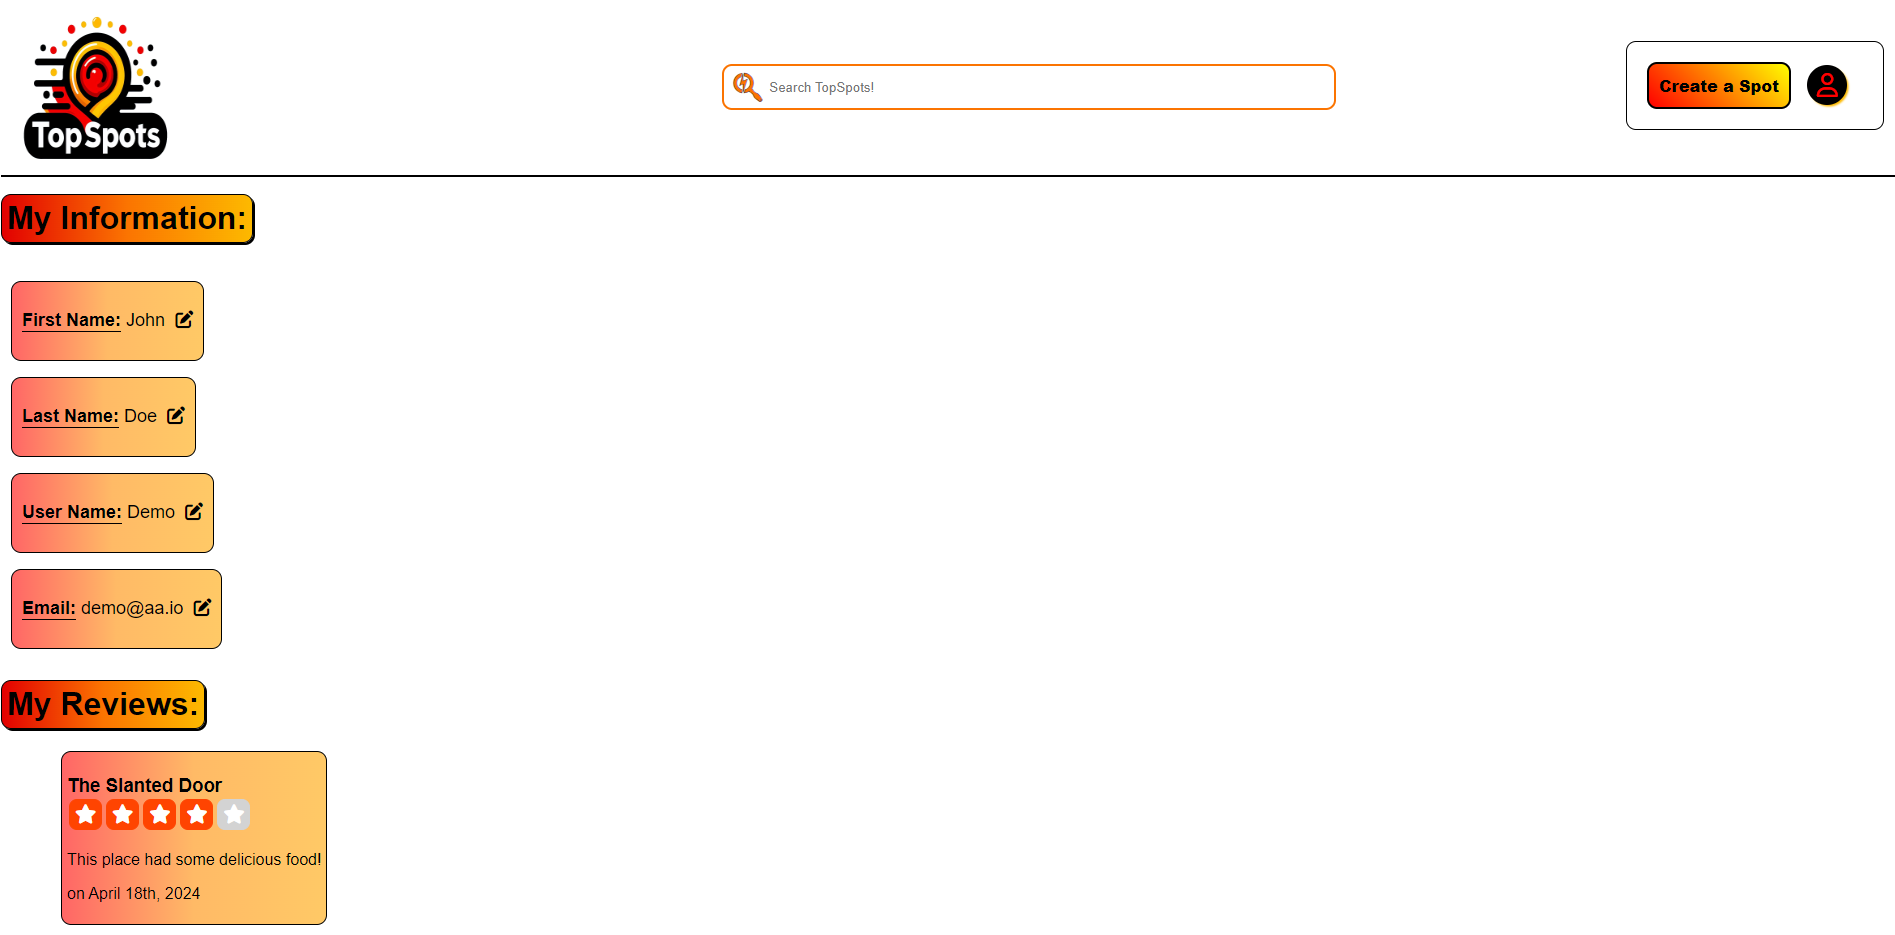 TopSpots
Search TopSpots!
Create a Spot
My Information:
First Name: John
Last Name: Doe
User Name: Demo
Email: demo@aa.io
My Reviews:
The Slanted Door
This place had some delicious food!
on April 18th, 2024